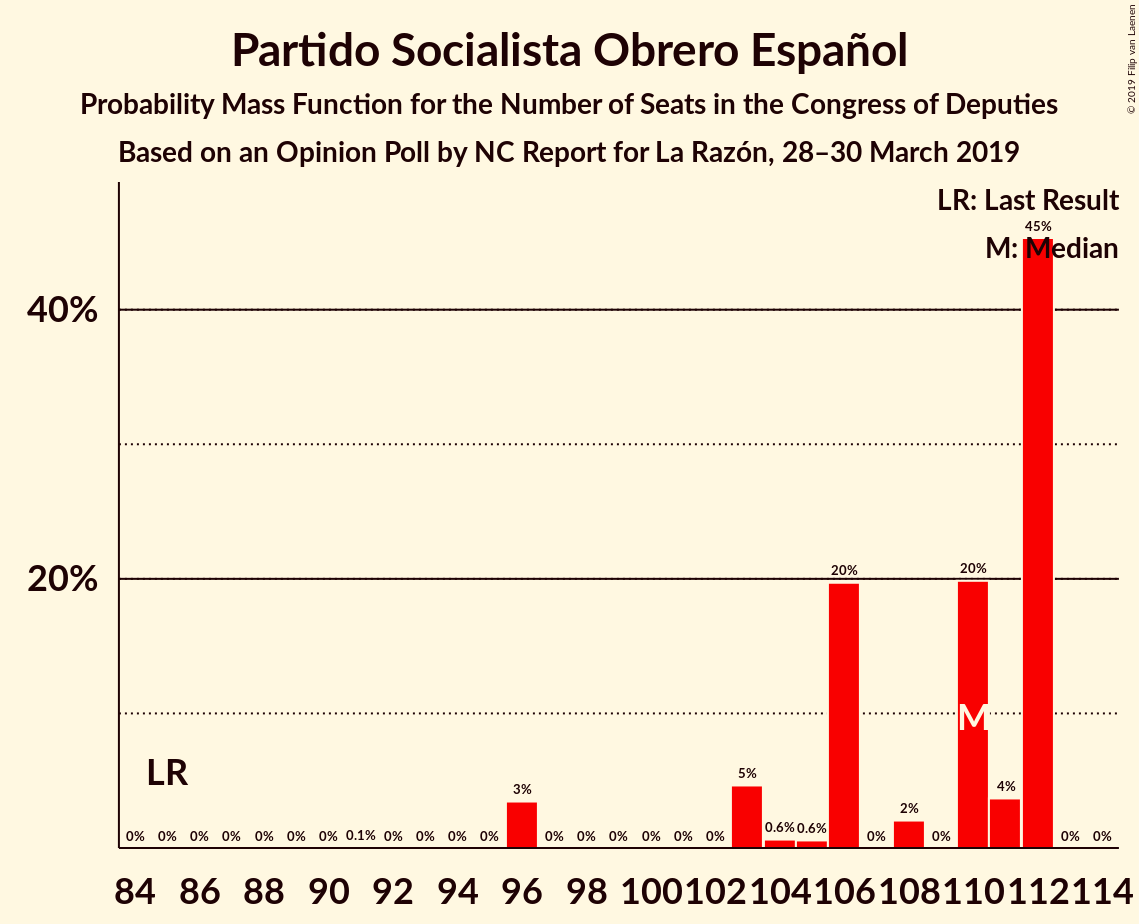 Partido Socialista Obrero Español
Probability Mass Function for the Number of Seats in the Congress of Deputies
Based on an Opinion Poll by NC Report for La Razón, 28–30 March 2019
© 2019 Filip van Laenen
LR: Last Result
M: Median
45%
40%
20%
20% 20%
M
LR
5%
3%
4%
2%
0% 0% 0% 0% 0% 0% 0% 0.1% 0% 0% 0% 0% 0% 0% 0% 0% 0% 0% 0.6% 0.6% 0% 0% 0% 0%
84 86 88 90 92 94 96 98 100 102 104 106 108 110 112 114